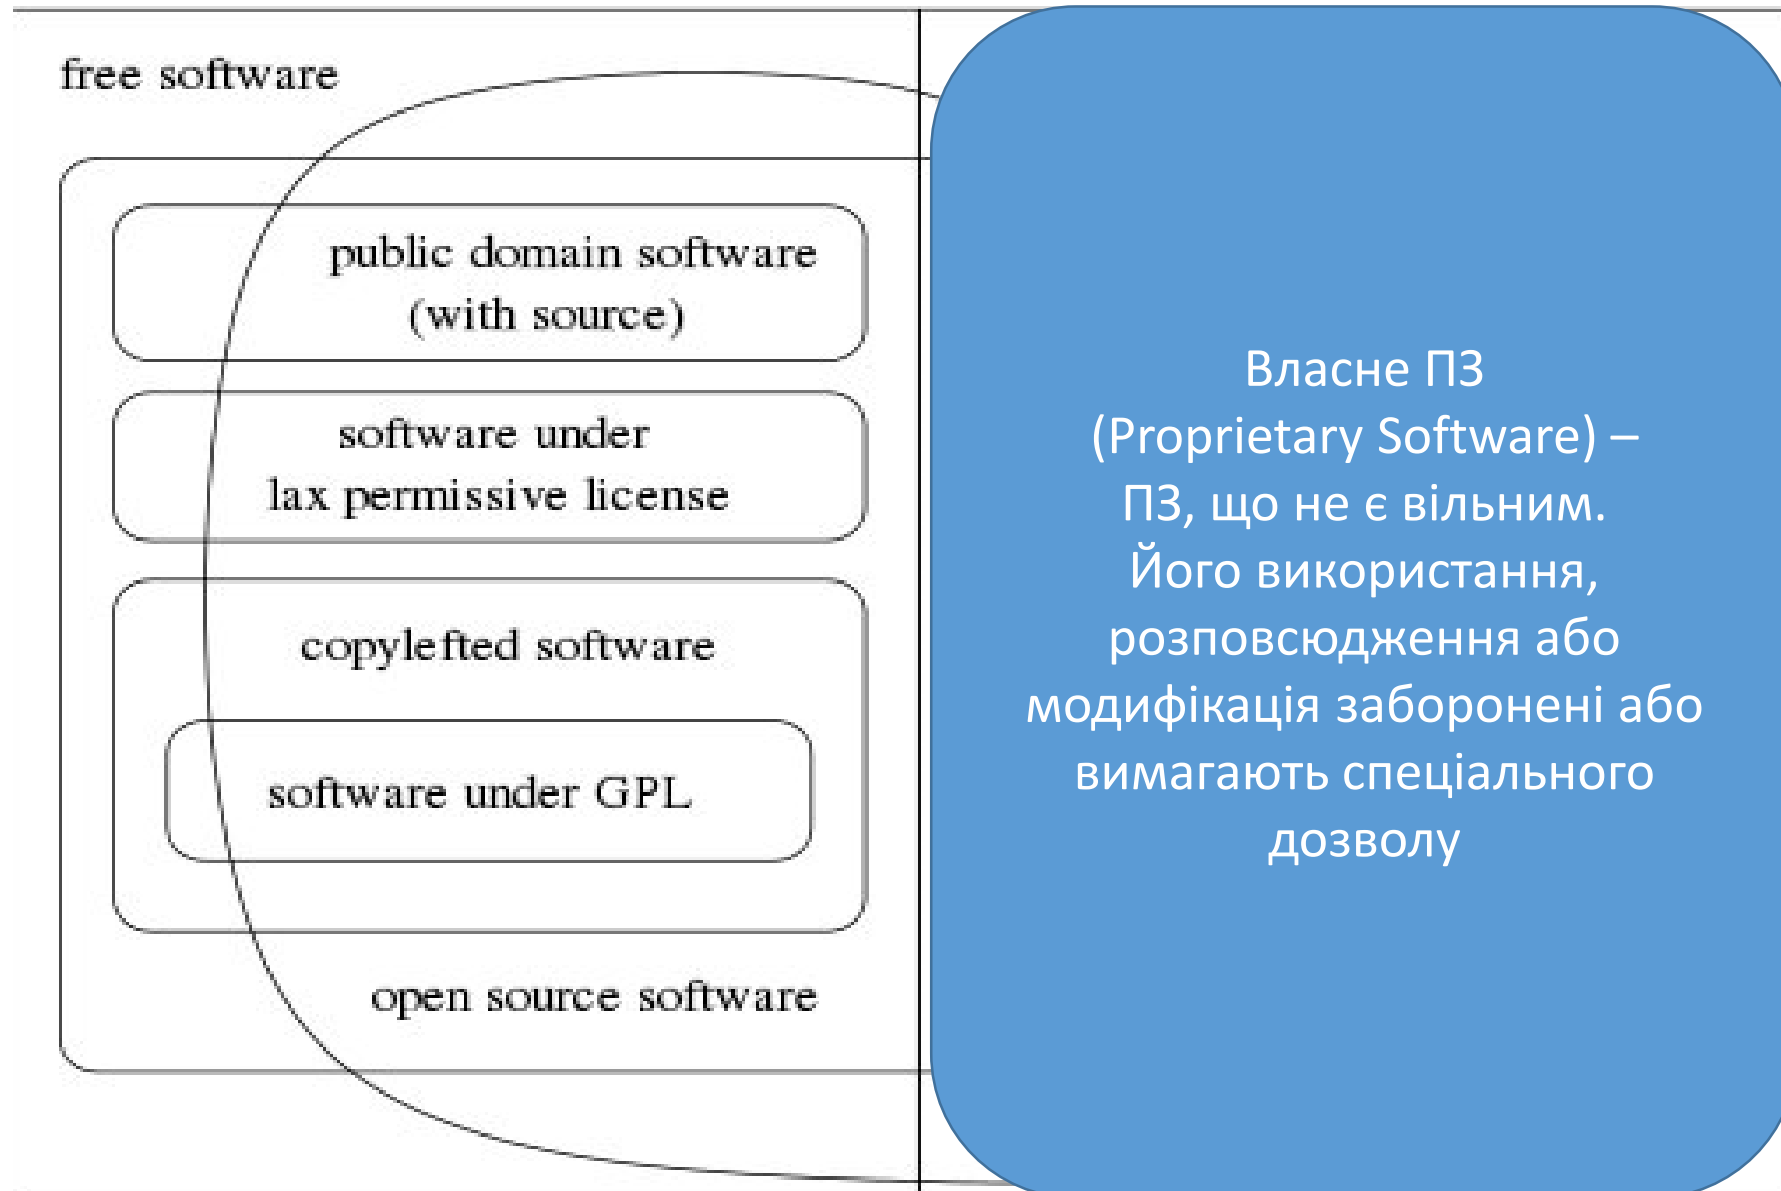 free software
public domain software
(with source)
software under
lax permissive license
copylefted software
software under GPL
open source software
Власне ПЗ
(Proprietary Software) –
ПЗ, що не є вільним.
Його використання,
розповсюдження або
модифікація заборонені або
вимагають спеціального
дозволу